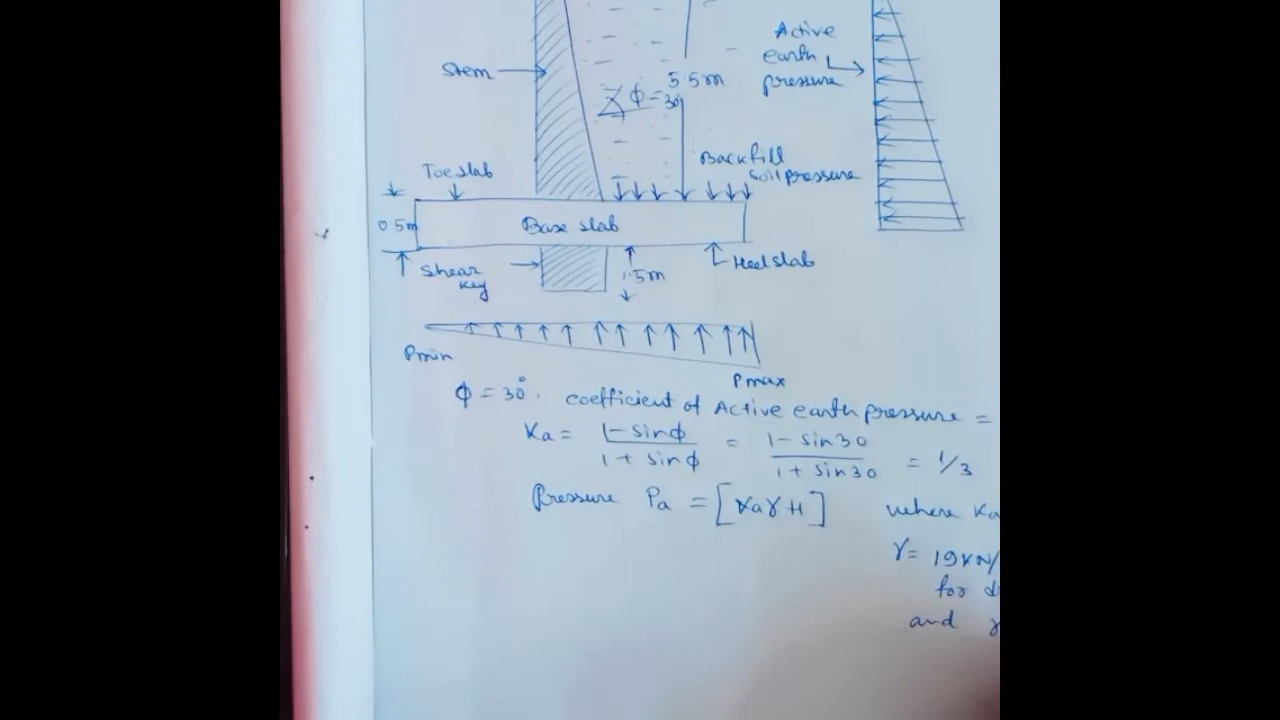 Active
earth
pressure
Stem
5.5m
ϕ = 30
Backfill
Soil pressure
Toe slab
0.5m
Base slab
Shear
key
.5m
Heel slab
Pmin
Pmax
ϕ = 30°. coefficient of Active earth pressure =
Ka = 1 - sinϕ / 1 + sinϕ = 1 - sin30 / 1 + sin30 = 1/3
Pressure Pa = [KaγH] where Ka
γ = 19KN/
for d
and γ